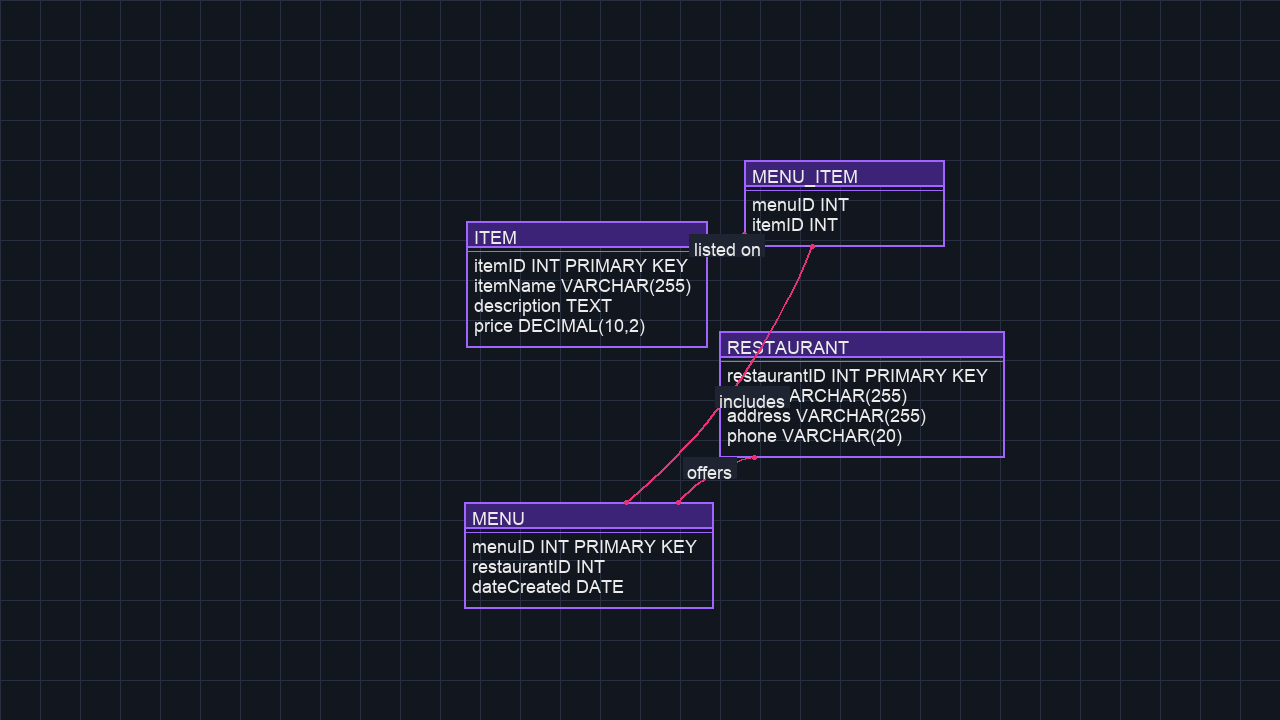 MENU_ITEM
menuID INT
itemID INT
ITEM
itemID INT PRIMARY KEY
itemName VARCHAR(255)
description TEXT
price DECIMAL(10,2)
listed on
RESTAURANT
restaurantID INT PRIMARY KEY
ARCHAR(255)
address VARCHAR(255)
phone VARCHAR(20)
includes
offers
MENU
menuID INT PRIMARY KEY
restaurantID INT
dateCreated DATE